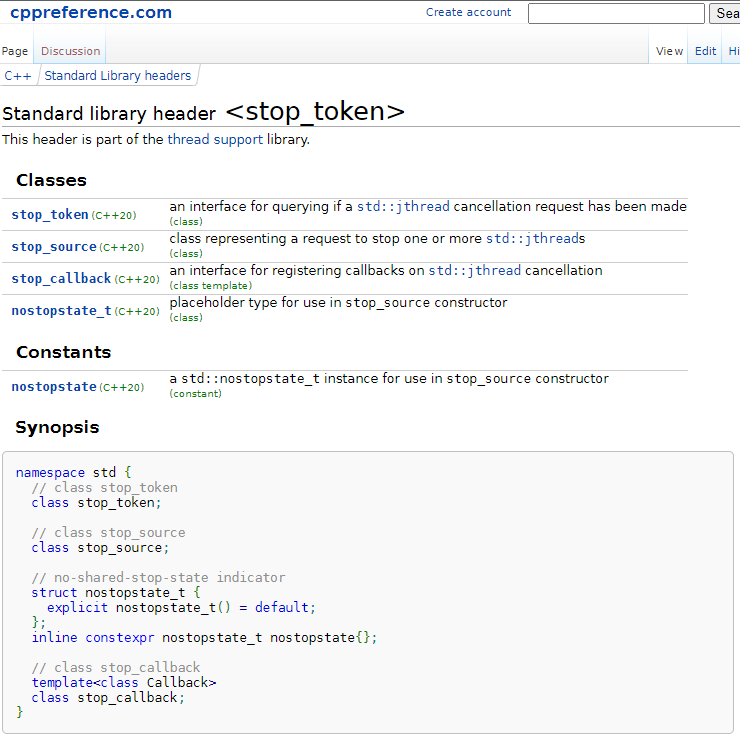 cppreference.com Create account Sea
Page Discussion View Edit Hi
C++ Standard Library headers
Standard library header <stop_token>
This header is part of the thread support library.
Classes
stop_token (C++20) an interface for querying if a std::jthread cancellation request has been made
(class)
stop_source (C++20) class representing a request to stop one or more std::jthreads
(class)
stop_callback (C++20) an interface for registering callbacks on std::jthread cancellation
(class template)
nostopstate_t (C++20) placeholder type for use in stop_source constructor
(class)
Constants
nostopstate (C++20) a std::nostopstate_t instance for use in stop_source constructor
(constant)
Synopsis
namespace std {
  // class stop_token
  class stop_token;

  // class stop_source
  class stop_source;

  // no-shared-stop-state indicator
  struct nostopstate_t {
    explicit nostopstate_t() = default;
  };
  inline constexpr nostopstate_t nostopstate{};

  // class stop_callback
  template<class Callback>
  class stop_callback;
}